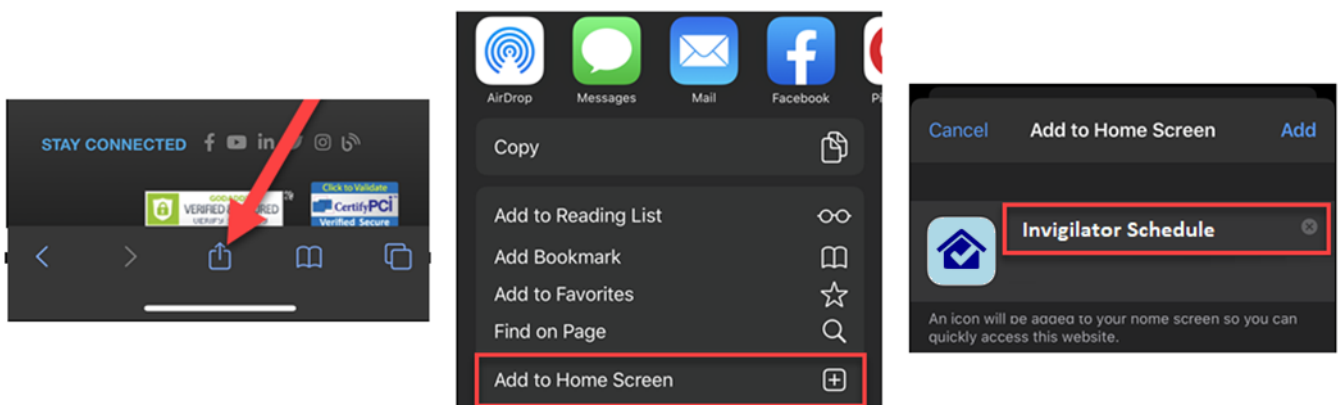 STAY CONNECTED
VERIFIED & SECURED
Click to Validate
CertifyPCI
Verified Secure
AirDrop
Messages
Mail
Facebook
Pi
Copy
Add to Reading List
Add Bookmark
Add to Favorites
Find on Page
Add to Home Screen
Cancel
Add to Home Screen
Add
Invigilator Schedule
An icon will be added to your home screen so you can
quickly access this website.